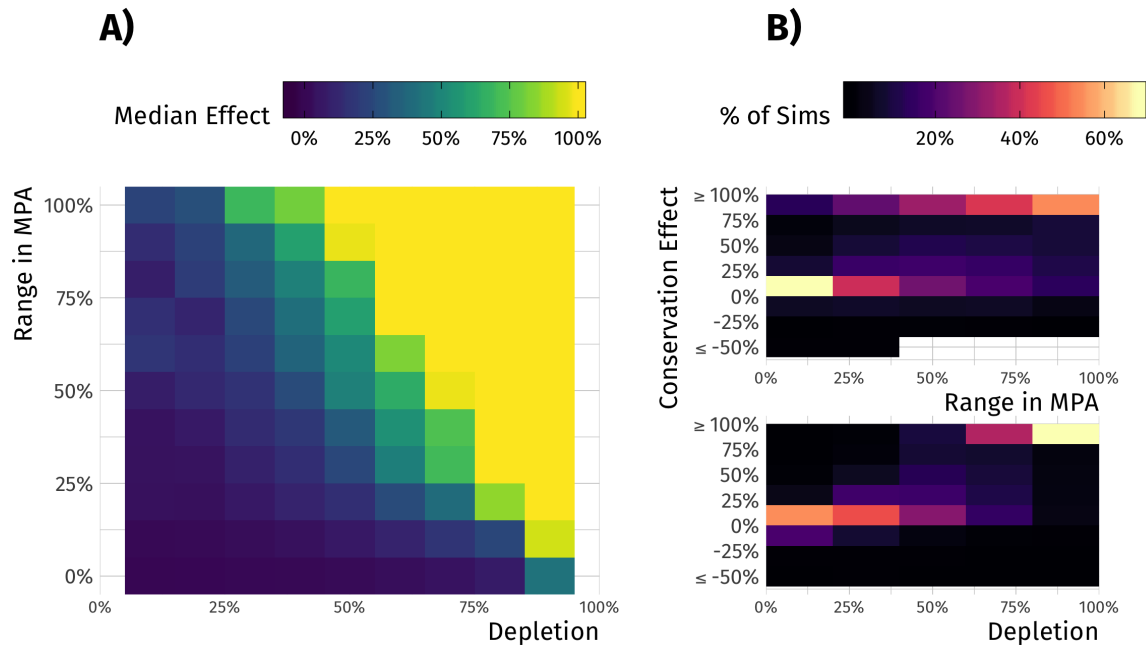 A)
Median Effect
0% 25% 50% 75% 100%
Range in MPA
100%
75%
50%
25%
0%
0% 25% 50% 75% 100%
Depletion
B)
% of Sims
20% 40% 60%
Conservation Effect
≥ 100%
75%
50%
25%
0%
-25%
≤ -50%
0% 25% 50% 75% 100%
Range in MPA
≥ 100%
75%
50%
25%
0%
-25%
≤ -50%
0% 25% 50% 75% 100%
Depletion